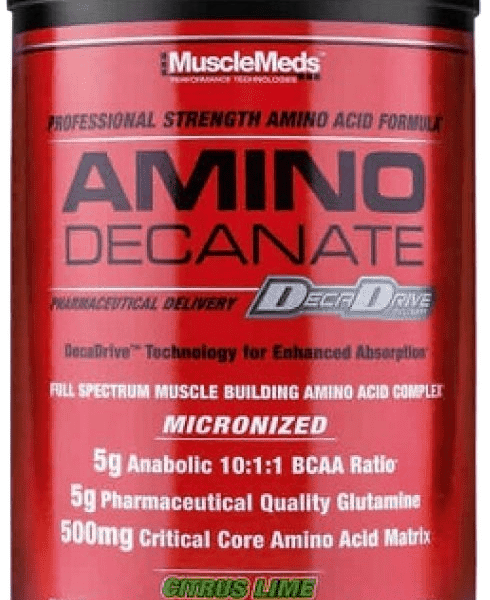 MuscleMeds™
PERFORMANCE TECHNOLOGIES
PROFESSIONAL STRENGTH AMINO ACID FORMULA
AMINO
DECANATE
PHARMACEUTICAL DELIVERY DECADRIVE
DecaDrive™ Technology for Enhanced Absorption
FULL SPECTRUM MUSCLE BUILDING AMINO ACID COMPLEX
MICRONIZED
5g Anabolic 10:1:1 BCAA Ratio
5g Pharmaceutical Quality Glutamine
500mg Critical Core Amino Acid Matrix
CITRUS LIME